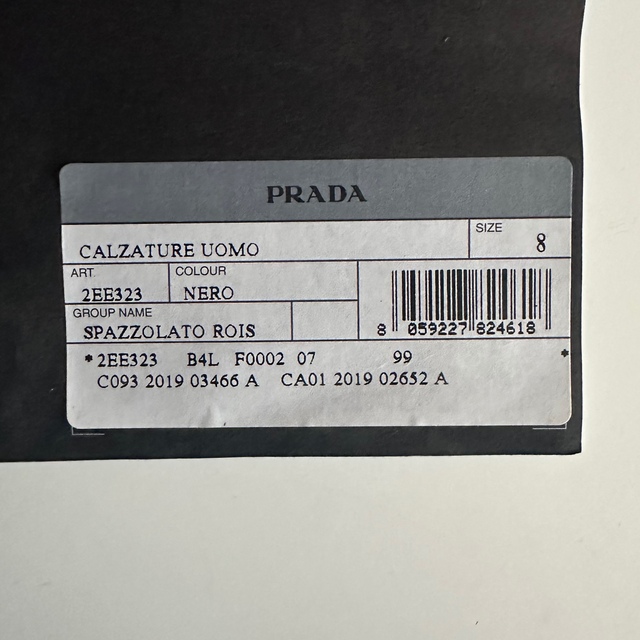 PRADA
CALZATURE UOMO
SIZE
8
ART.
2EE323
COLOUR
NERO
GROUP NAME
SPAZZOLATO ROIS
8 059227 824618
*2EE323 B4L F0002 07 99 *
C093 2019 03466 A CA01 2019 02652 A